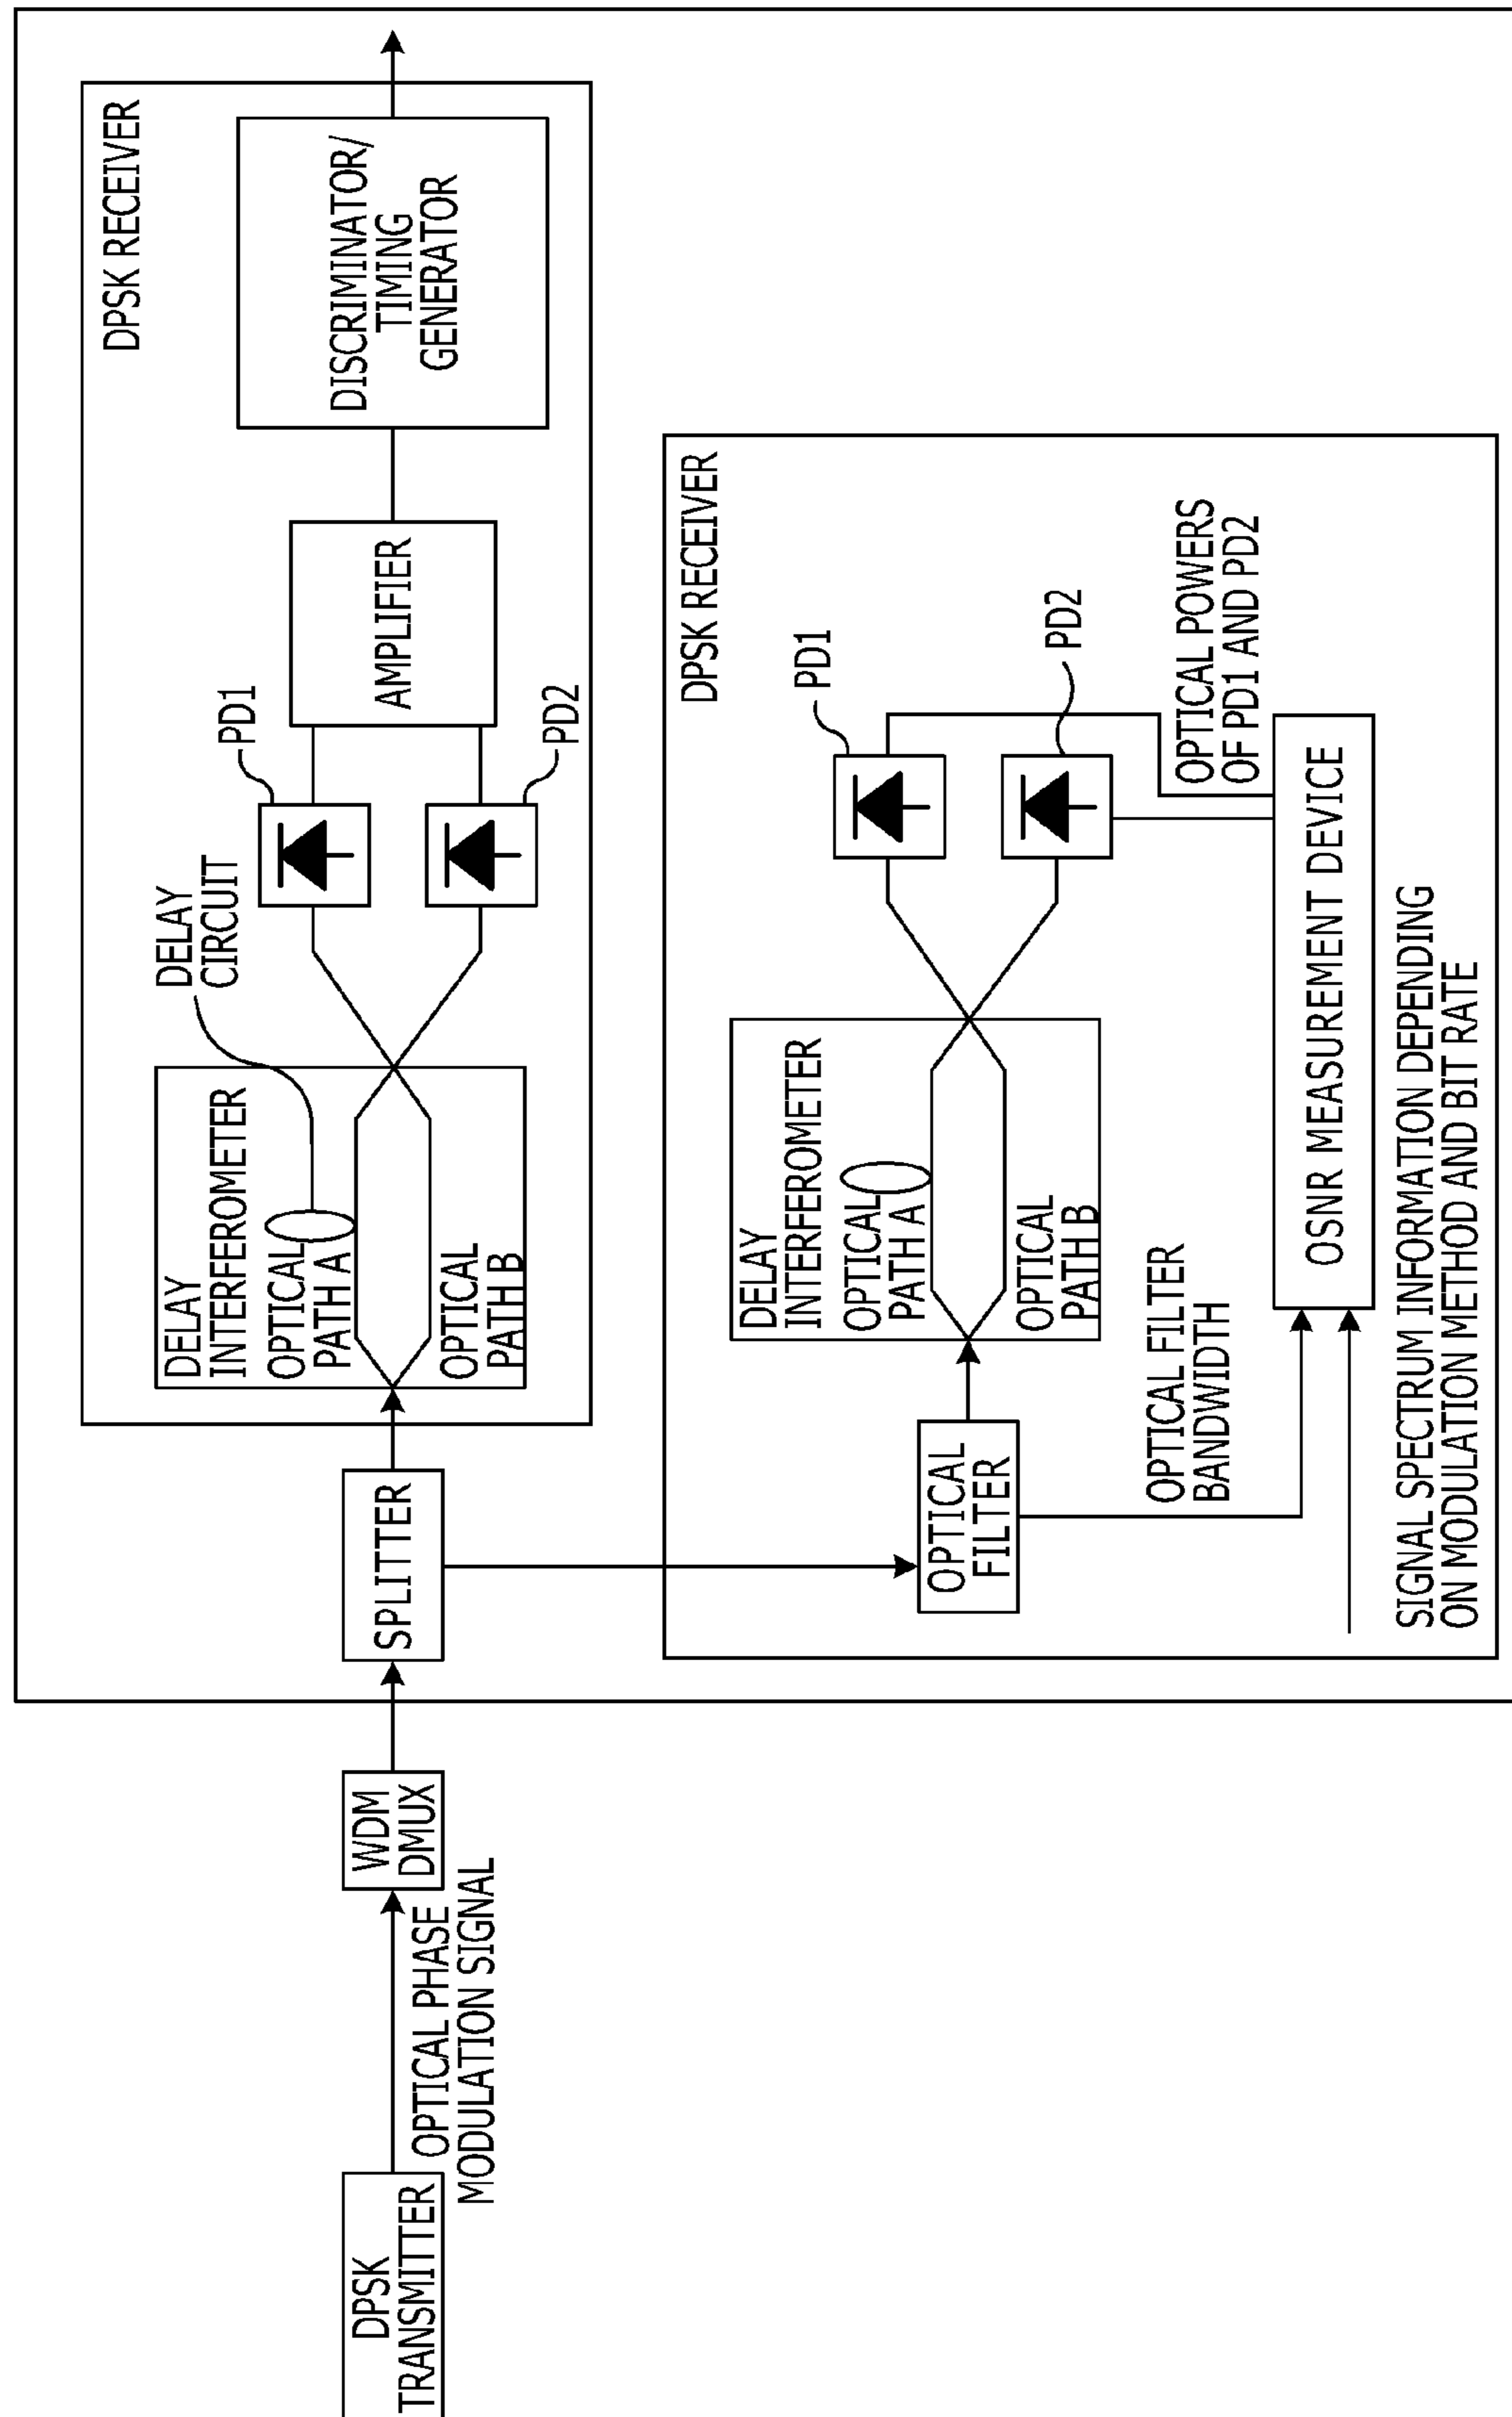 DPSK
TRANSMITTER
OPTICAL PHASE
MODULATION SIGNAL
WDM
DMUX
SPLITTER
DPSK RECEIVER
DELAY
INTERFEROMETER
OPTICAL
PATH A
OPTICAL
PATH B
DELAY
CIRCUIT
PD1
PD2
AMPLIFIER
DISCRIMINATOR/
TIMING
GENERATOR
DPSK RECEIVER
OPTICAL
FILTER
DELAY
INTERFEROMETER
OPTICAL
PATH A
OPTICAL
PATH B
PD1
PD2
OPTICAL POWERS
OF PD1 AND PD2
OPTICAL FILTER
BANDWIDTH
OSNR MEASUREMENT DEVICE
SIGNAL SPECTRUM INFORMATION DEPENDING
ON MODULATION METHOD AND BIT RATE